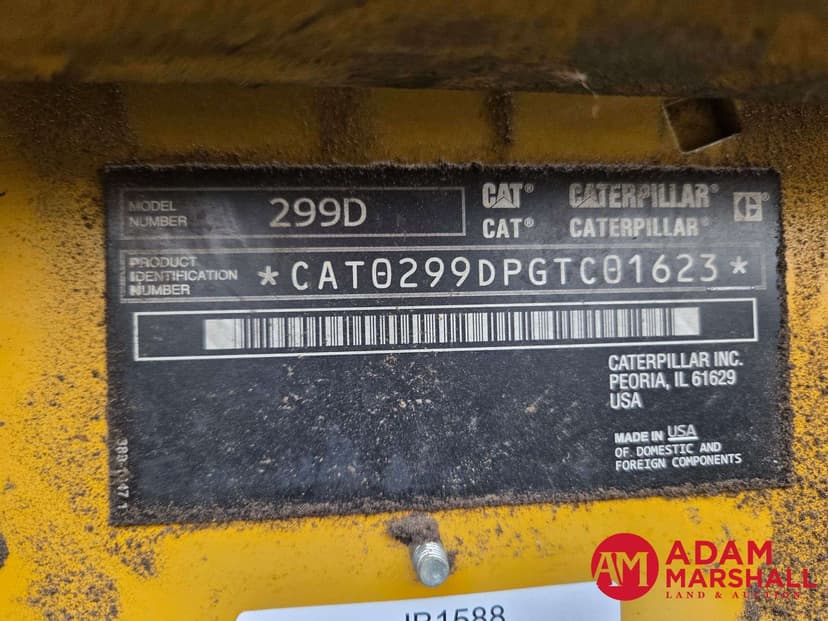 MODEL
NUMBER
299D
CAT® CATERPILLAR®
CAT® CATERPILLAR®
PRODUCT
IDENTIFICATION
NUMBER
*CAT0299DPGTC01623*
CATERPILLAR INC.
PEORIA, IL 61629
USA
MADE IN USA
OF DOMESTIC AND
FOREIGN COMPONENTS
AM ADAM
MARSHALL
LAND & AUCTION